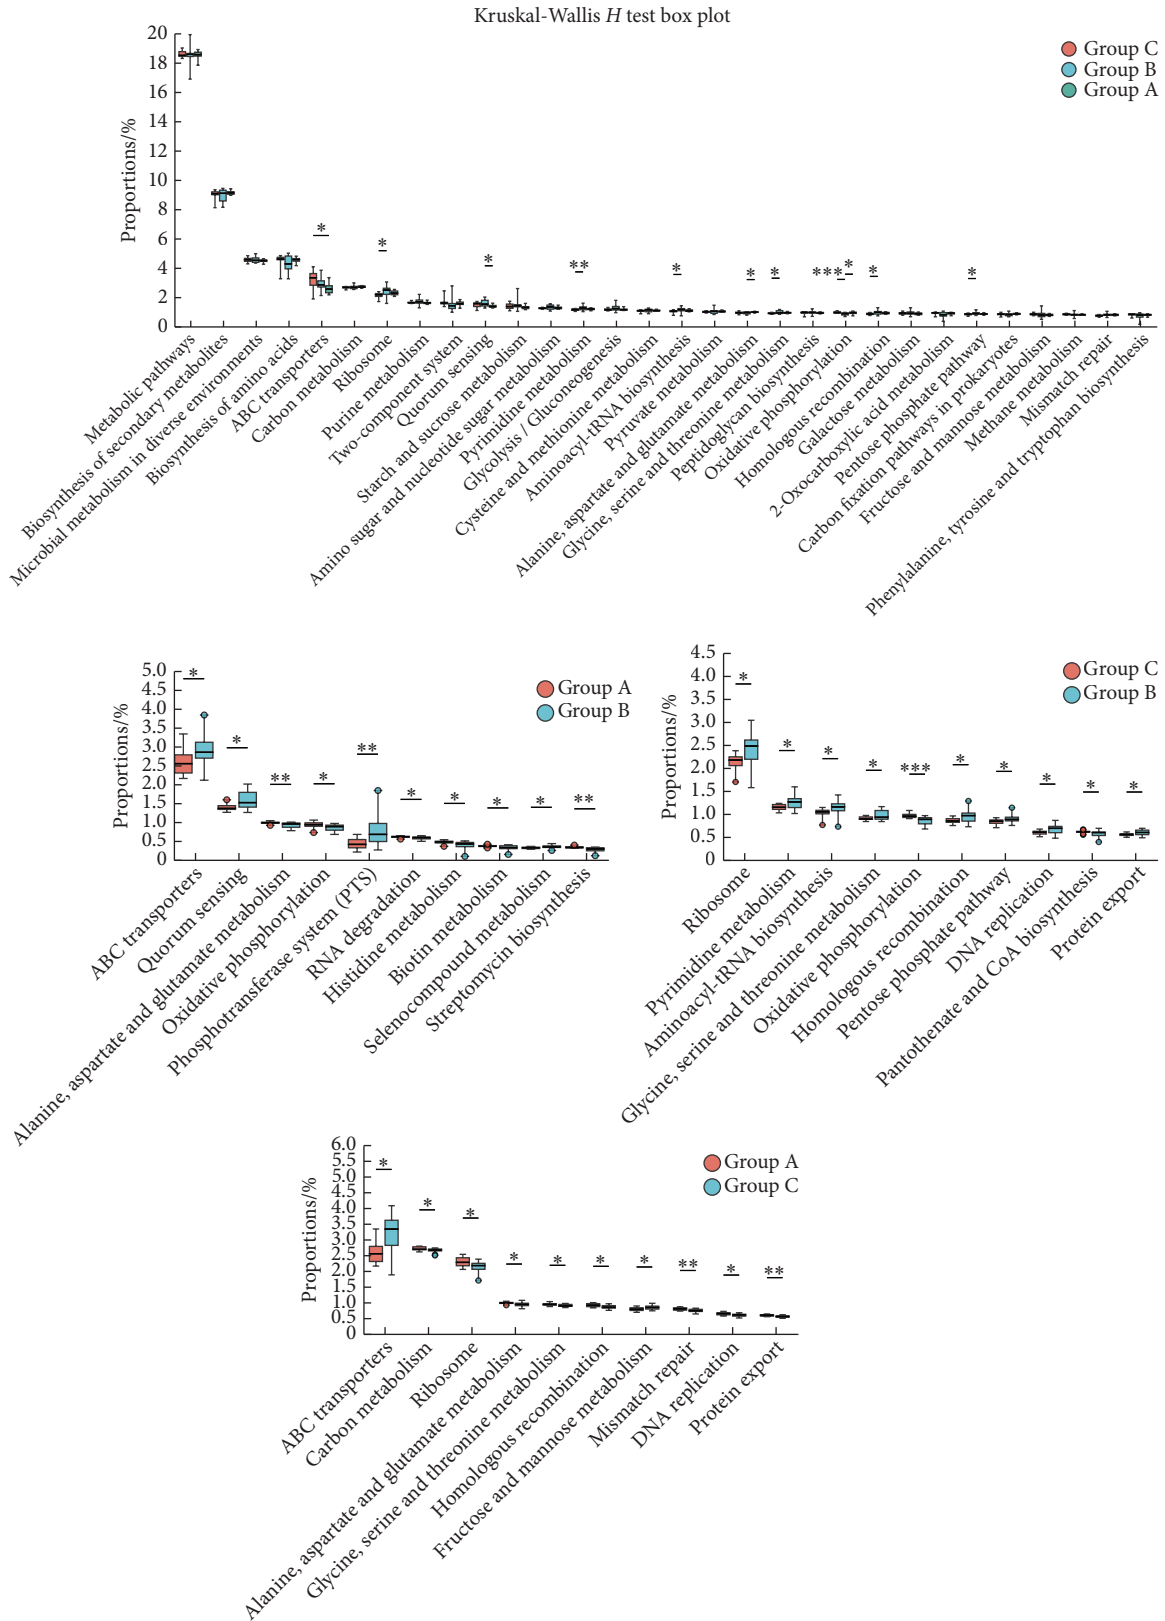 Kruskal-Wallis H test box plot
Proportions/%
20
18
16
14
12
10
8
6
4
2
0
Group C
Group B
Group A
*
*
*
**
*
*
*
***
*
*
*
Metabolic pathways
Biosynthesis of secondary metabolites
Microbial metabolism in diverse environments
Biosynthesis of amino acids
ABC transporters
Carbon metabolism
Ribosome
Purine metabolism
Two-component system
Quorum sensing
Starch and sucrose metabolism
Amino sugar and nucleotide sugar metabolism
Pyrimidine metabolism
Glycolysis / Gluconeogenesis
Cysteine and methionine metabolism
Aminoacyl-tRNA biosynthesis
Pyruvate metabolism
Alanine, aspartate and glutamate metabolism
Glycine, serine and threonine metabolism
Peptidoglycan biosynthesis
Oxidative phosphorylation
Homologous recombination
Galactose metabolism
2-Oxocarboxylic acid metabolism
Pentose phosphate pathway
Carbon fixation pathways in prokaryotes
Fructose and mannose metabolism
Methane metabolism
Mismatch repair
Phenylalanine, tyrosine and tryptophan biosynthesis
Proportions/%
5.0
4.5
4.0
3.5
3.0
2.5
2.0
1.5
1.0
0.5
0
Group A
Group B
*
*
**
*
**
*
*
*
*
**
ABC transporters
Quorum sensing
Alanine, aspartate and glutamate metabolism
Oxidative phosphorylation
Phosphotransferase system (PTS)
RNA degradation
Histidine metabolism
Biotin metabolism
Selenocompound metabolism
Streptomycin biosynthesis
Proportions/%
4.5
4.0
3.5
3.0
2.5
2.0
1.5
1.0
0.5
0
Group C
Group B
*
*
*
*
***
*
*
*
*
*
Ribosome
Pyrimidine metabolism
Aminoacyl-tRNA biosynthesis
Glycine, serine and threonine metabolism
Oxidative phosphorylation
Homologous recombination
Pentose phosphate pathway
DNA replication
Pantothenate and CoA biosynthesis
Protein export
Proportions/%
6.0
5.5
5.0
4.5
4.0
3.5
3.0
2.5
2.0
1.5
1.0
0.5
0
Group A
Group C
*
*
*
*
*
*
*
**
*
**
ABC transporters
Carbon metabolism
Ribosome
Alanine, aspartate and glutamate metabolism
Glycine, serine and threonine metabolism
Homologous recombination
Fructose and mannose metabolism
Mismatch repair
DNA replication
Protein export